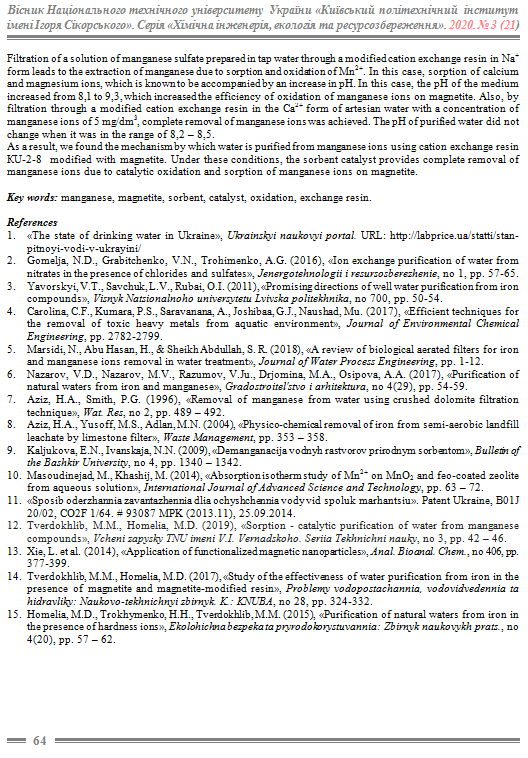 Вісник Національного технічного університету України «Київський політехнічний інститут
імені Ігоря Сікорського». Серія «Хімічна інженерія, екологія та ресурсозбереження». 2020. № 3 (21)
Filtration of a solution of manganese sulfate prepared in tap water through a modified cation exchange resin in Na⁺
form leads to the extraction of manganese due to sorption and oxidation of Mn²⁺. In this case, sorption of calcium
and magnesium ions, which is known to be accompanied by an increase in pH. In this case, the pH of the medium
increased from 8,1 to 9,3, which increased the efficiency of oxidation of manganese ions on magnetite. Also, by
filtration through a modified cation exchange resin in the Ca²⁺ form of artesian water with a concentration of
manganese ions of 5 mg/dm³, complete removal of manganese ions was achieved. The pH of purified water did not
change when it was in the range of 8,2 – 8,5.
As a result, we found the mechanism by which water is purified from manganese ions using cation exchange resin
KU-2-8 modified with magnetite. Under these conditions, the sorbent catalyst provides complete removal of
manganese ions due to catalytic oxidation and sorption of manganese ions on magnetite.
Key words: manganese, magnetite, sorbent, catalyst, oxidation, exchange resin.
References
1. «The state of drinking water in Ukraine», Ukrainskyi naukovyi portal. URL: http://labprice.ua/statti/stan-
pitnoyi-vodi-v-ukrayini/
2. Gomelja, N.D., Grabitchenko, V.N., Trohimenko, A.G. (2016), «Ion exchange purification of water from
nitrates in the presence of chlorides and sulfates», Jenergotehnologii i resursosberezhenie, no 1, pp. 57-65.
3. Yavorskyi, V.T., Savchuk, L.V., Rubai, O.I. (2011), «Promising directions of well water purification from iron
compounds», Visnyk Natsionalnoho universytetu Lvivska politekhnika, no 700, pp. 50-54.
4. Carolina, C.F., Kumara, P.S., Saravanana, A., Joshibaa, G.J., Naushad, Mu. (2017), «Efficient techniques for
the removal of toxic heavy metals from aquatic environment», Journal of Environmental Chemical
Engineering, pp. 2782-2799.
5. Marsidi, N., Abu Hasan, H., & Sheikh Abdullah, S. R. (2018), «A review of biological aerated filters for iron
and manganese ions removal in water treatment», Journal of Water Process Engineering, pp. 1-12.
6. Nazarov, V.D., Nazarov, M.V., Razumov, V.Ju., Drjomina, M.A., Osipova, A.A. (2017), «Purification of
natural waters from iron and manganese», Gradostroitel'stvo i arhitektura, no 4(29), pp. 54-59.
7. Aziz, H.A., Smith, P.G. (1996), «Removal of manganese from water using crushed dolomite filtration
technique», Wat. Res, no 2, pp. 489 – 492.
8. Aziz, H.A., Yusoff, M.S., Adlan, M.N. (2004), «Physico-chemical removal of iron from semi-aerobic landfill
leachate by limestone filter», Waste Management, pp. 353 – 358.
9. Kaljukova, E.N., Ivanskaja, N.N. (2009), «Demanganacija vodnyh rastvorov prirodnym sorbentom», Bulletin of
the Bashkir University, no 4, pp. 1340 – 1342.
10. Masoudinejad, M., Khashij, M. (2014), «Absorption isotherm study of Mn²⁺ on MnO₂ and feo-coated zeolite
from aqueous solution», International Journal of Advanced Science and Technology, pp. 63 – 72.
11. «Sposib oderzhannia zavantazhennia dlia ochyshchennia vody vid spoluk marhantsiu». Patent Ukraine, B01J
20/02, CO2F 1/64. # 93087 MPK (2013.11), 25.09.2014.
12. Tverdokhlib, M.M., Homelia, M.D. (2019), «Sorption - catalytic purification of water from manganese
compounds», Vcheni zapysky TNU imeni V.I. Vernadskoho. Seriia Tekhnichni nauky, no 3, pp. 42 – 46.
13. Xie, L. et al. (2014), «Application of functionalized magnetic nanoparticles», Anal. Bioanal. Chem., no 406, pp.
377-399.
14. Tverdokhlib, M.M., Homelia, M.D. (2017), «Study of the effectiveness of water purification from iron in the
presence of magnetite and magnetite-modified resin», Problemy vodopostachannia, vodovidvedennia ta
hidravliky: Naukovo-tekhnichnyi zbirnyk. K.: KNUBA, no 28, pp. 324-332.
15. Homelia, M.D., Trokhymenko, H.H., Tverdokhlib, M.M. (2015), «Purification of natural waters from iron in
the presence of hardness ions», Ekolohichna bezpeka ta pryrodokorystuvannia: Zbirnyk naukovykh prats., no
4(20), pp. 57 – 62.
64